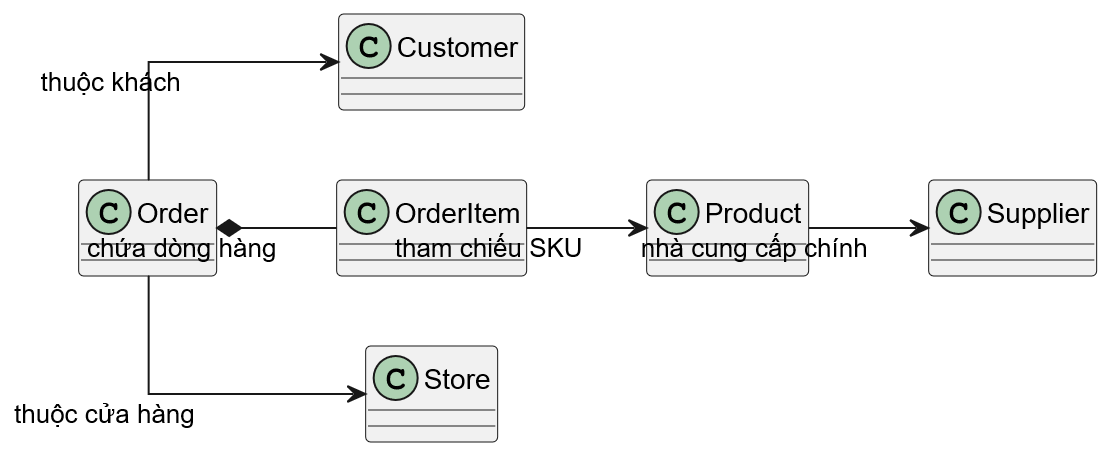 C Customer
thuộc khách
C Order
C OrderItem
C Product
C Supplier
chứa dòng hàng
tham chiếu SKU
nhà cung cấp chính
C Store
thuộc cửa hàng